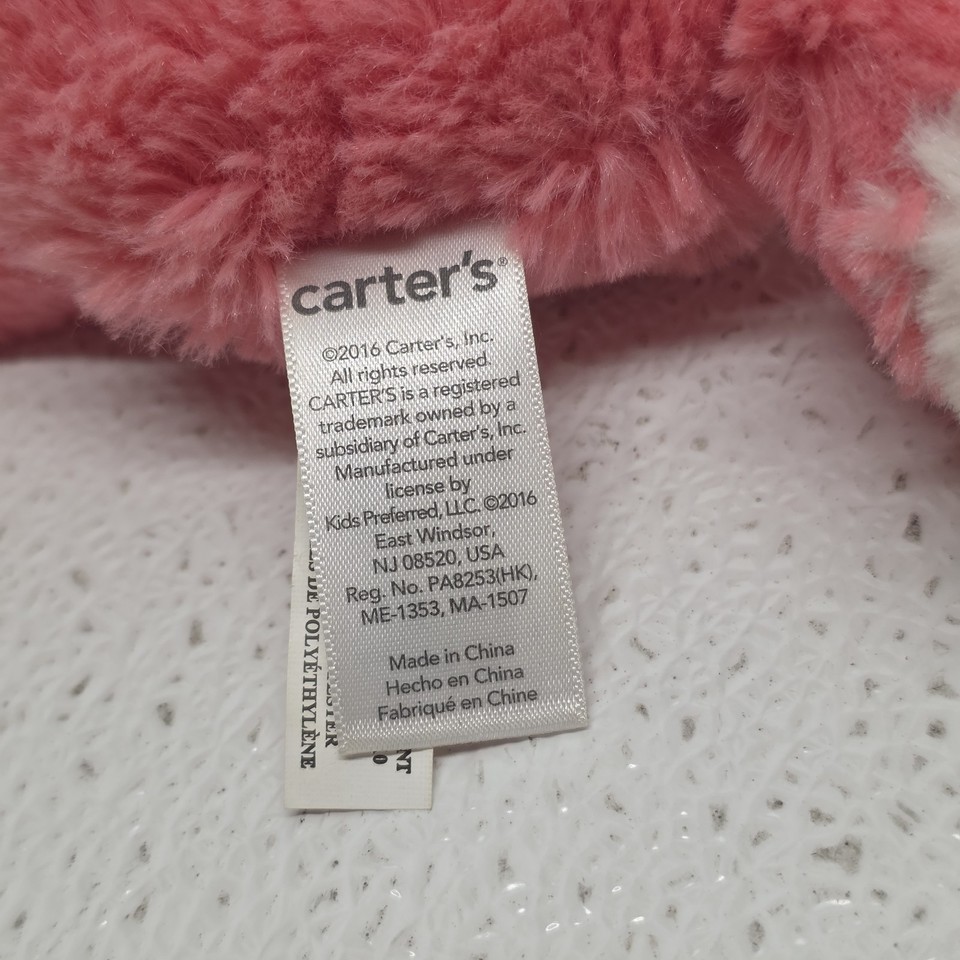 carter's®
©2016 Carter's, Inc.
All rights reserved.
CARTER'S is a registered
trademark owned by a
subsidiary of Carter's, Inc.
Manufactured under
license by
Kids Preferred, LLC. ©2016
East Windsor,
NJ 08520, USA
Reg. No. PA8253(HK),
ME-1353, MA-1507
Made in China
Hecho en China
Fabriqué en Chine
DE POLYÉTHYLÈNE